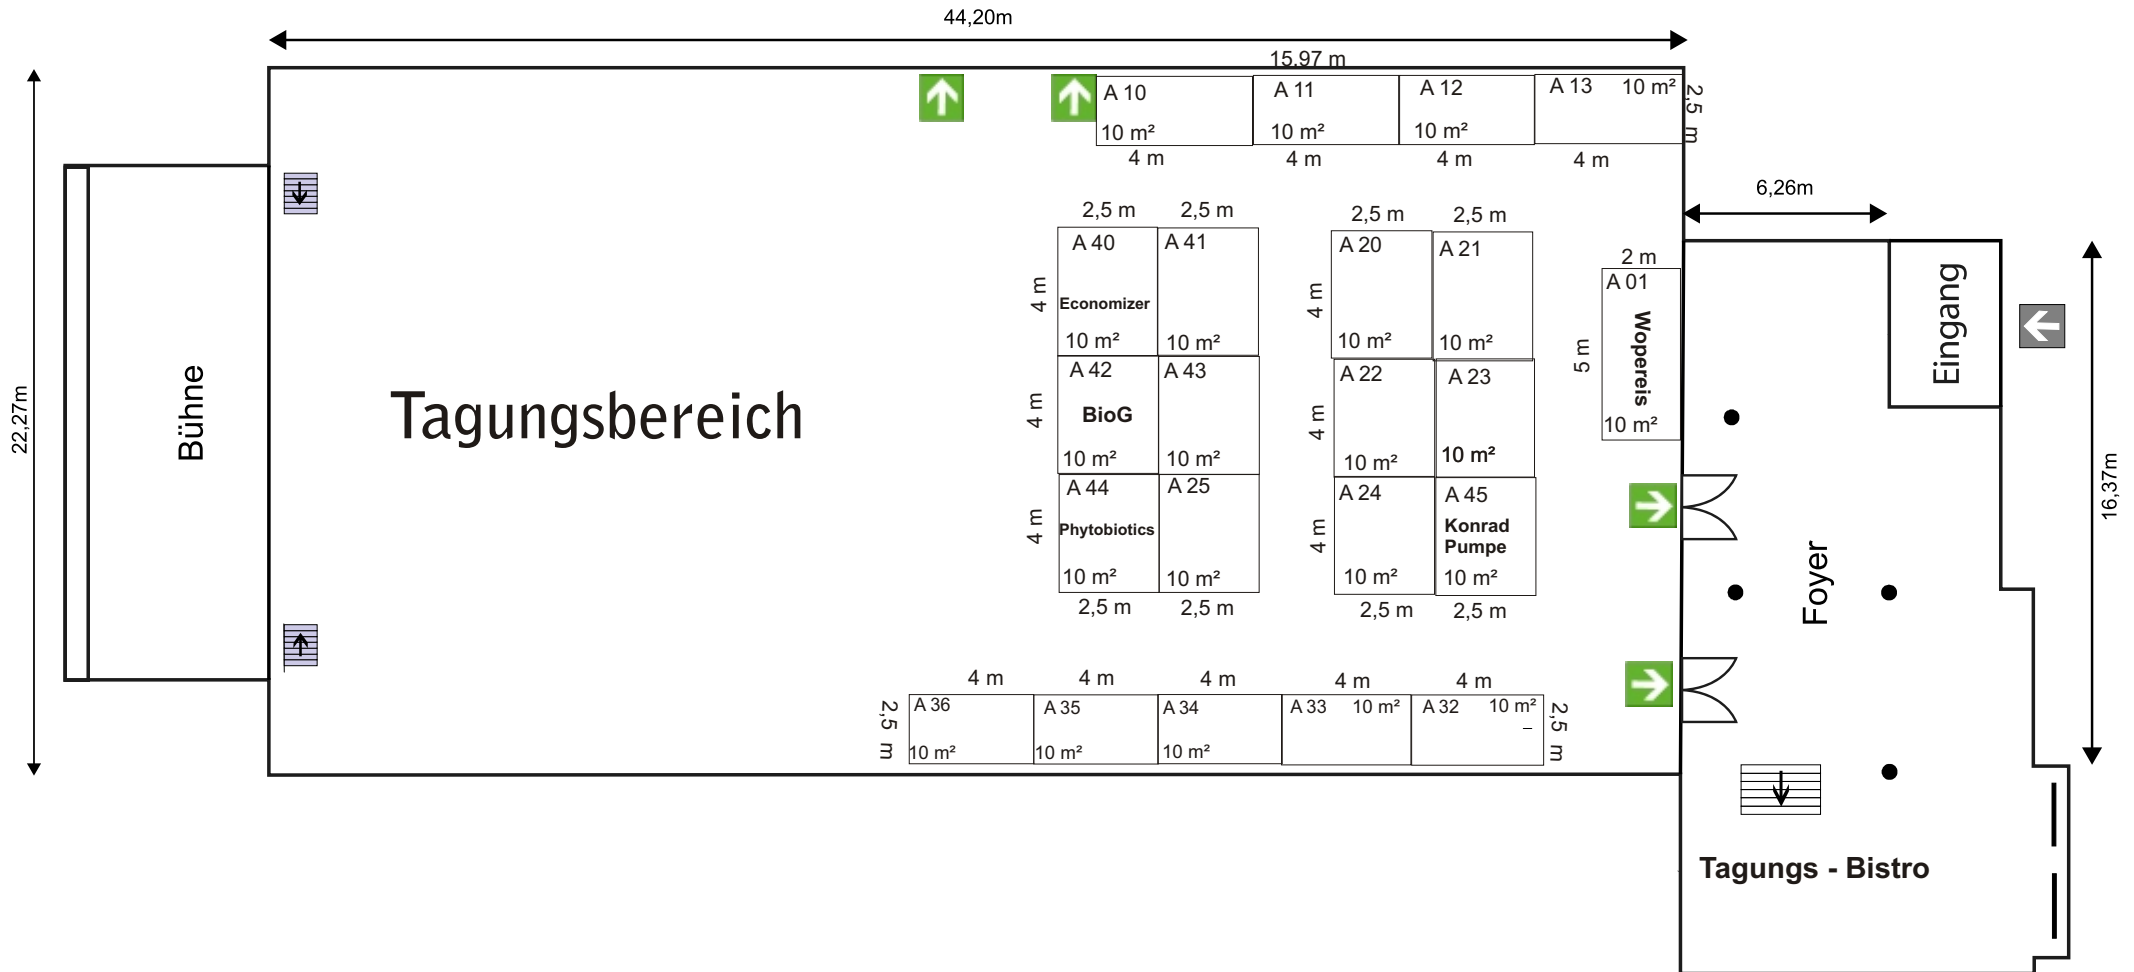 44,20m
15,97 m
A 10
10 m²
4 m
A 11
10 m²
4 m
A 12
10 m²
4 m
A 13 10 m²
4 m
2,5 m
22,27m
Bühne
Tagungsbereich
2,5 m 2,5 m
A 40
Economizer
10 m²
4 m
A 41
10 m²
A 42
BioG
10 m²
4 m
A 43
10 m²
A 44
Phytobiotics
10 m²
4 m
A 25
10 m²
2,5 m 2,5 m
2,5 m 2,5 m
A 20
10 m²
4 m
A 21
10 m²
A 22
10 m²
4 m
A 23
10 m²
A 24
10 m²
4 m
A 45
Konrad
Pumpe
10 m²
2,5 m 2,5 m
2 m
A 01
Wopereis
10 m²
5 m
6,26m
Eingang
16,37m
Foyer
4 m 4 m 4 m 4 m 4 m
2,5 m
A 36
10 m²
A 35
10 m²
A 34
10 m²
A 33 10 m²
A 32 10 m²
2,5 m
Tagungs - Bistro